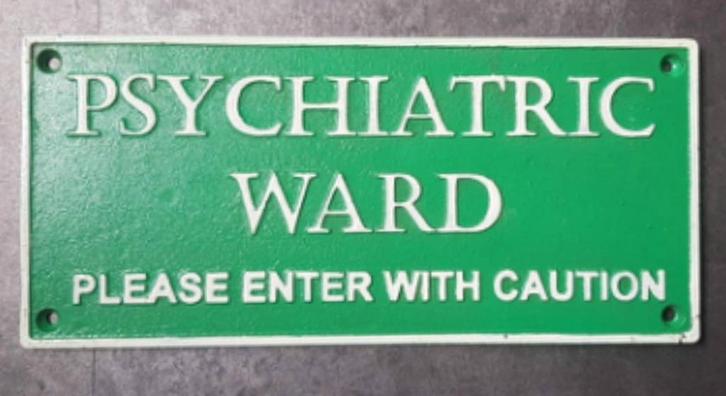 PSYCHIATRIC
WARD
PLEASE ENTER WITH CAUTION